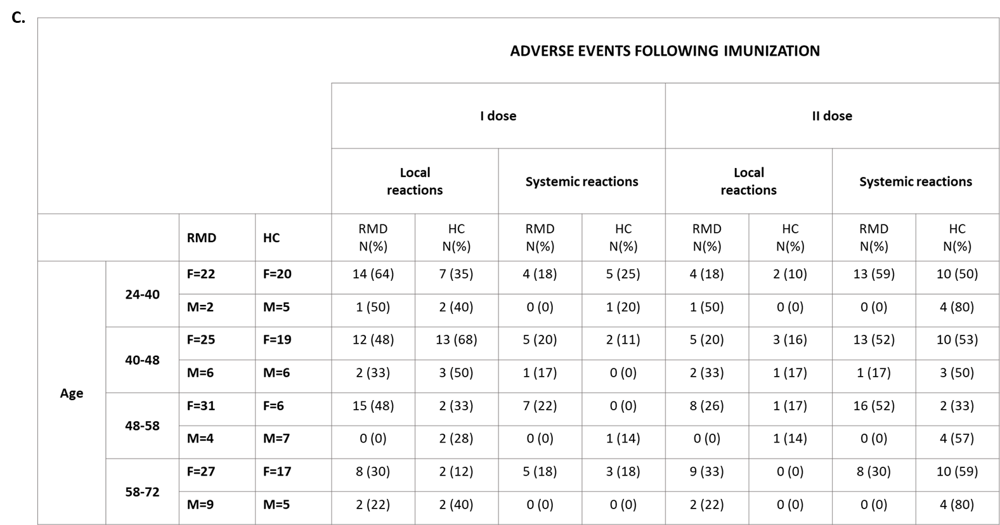 C.
ADVERSE EVENTS FOLLOWING IMUNIZATION
I dose
II dose
Local
reactions
Systemic reactions
Local
reactions
Systemic reactions
RMD
HC
RMD
N(%)
HC
N(%)
RMD
N(%)
HC
N(%)
RMD
N(%)
HC
N(%)
RMD
N(%)
HC
N(%)
Age
24-40
F=22 F=20 14 (64) 7 (35) 4 (18) 5 (25) 4 (18) 2 (10) 13 (59) 10 (50)
M=2 M=5 1 (50) 2 (40) 0 (0) 1 (20) 1 (50) 0 (0) 0 (0) 4 (80)
40-48
F=25 F=19 12 (48) 13 (68) 5 (20) 2 (11) 5 (20) 3 (16) 13 (52) 10 (53)
M=6 M=6 2 (33) 3 (50) 1 (17) 0 (0) 2 (33) 1 (17) 1 (17) 3 (50)
48-58
F=31 F=6 15 (48) 2 (33) 7 (22) 0 (0) 8 (26) 1 (17) 16 (52) 2 (33)
M=4 M=7 0 (0) 2 (28) 0 (0) 1 (14) 0 (0) 1 (14) 0 (0) 4 (57)
58-72
F=27 F=17 8 (30) 2 (12) 5 (18) 3 (18) 9 (33) 0 (0) 8 (30) 10 (59)
M=9 M=5 2 (22) 2 (40) 0 (0) 0 (0) 2 (22) 0 (0) 0 (0) 4 (80)